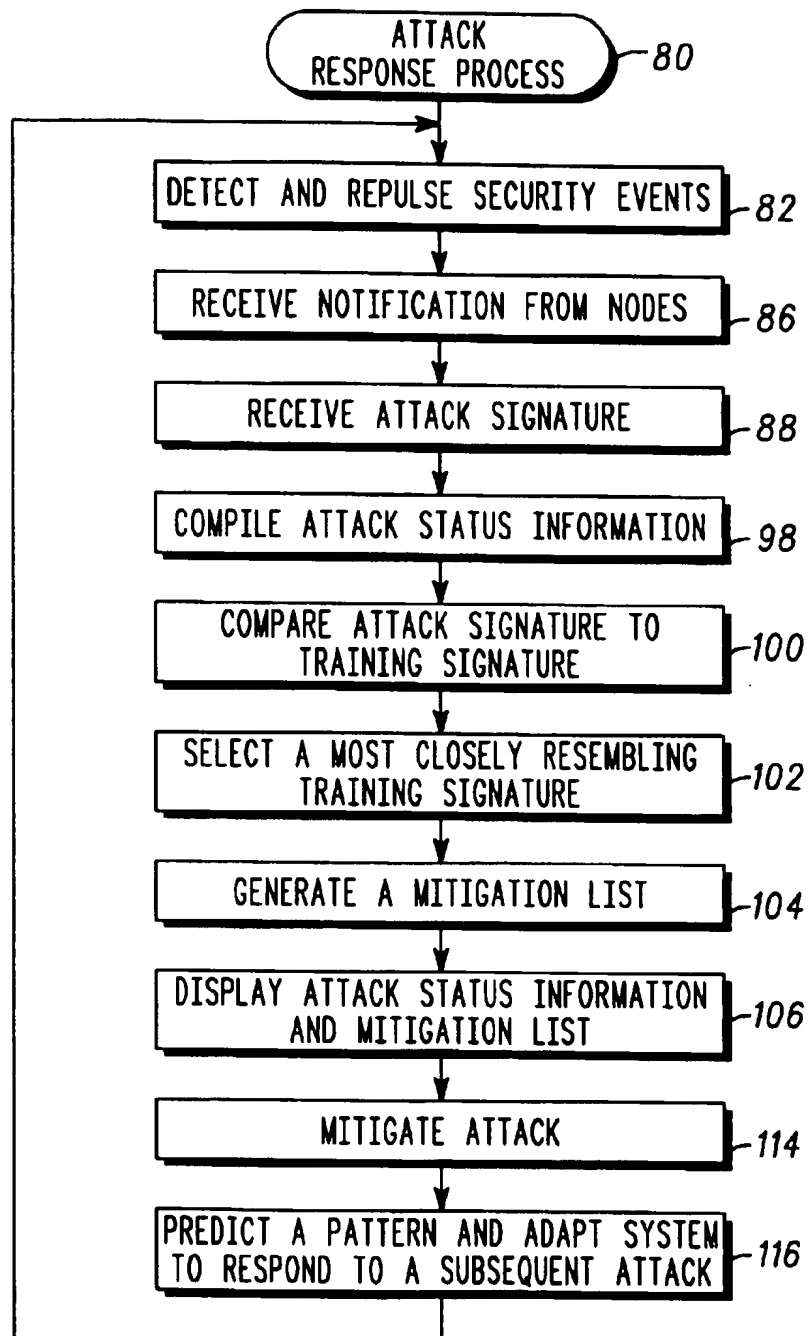 ATTACK
RESPONSE PROCESS
80
DETECT AND REPULSE SECURITY EVENTS
82
RECEIVE NOTIFICATION FROM NODES
86
RECEIVE ATTACK SIGNATURE
88
COMPILE ATTACK STATUS INFORMATION
98
COMPARE ATTACK SIGNATURE TO
TRAINING SIGNATURE
100
SELECT A MOST CLOSELY RESEMBLING
TRAINING SIGNATURE
102
GENERATE A MITIGATION LIST
104
DISPLAY ATTACK STATUS INFORMATION
AND MITIGATION LIST
106
MITIGATE ATTACK
114
PREDICT A PATTERN AND ADAPT SYSTEM
TO RESPOND TO A SUBSEQUENT ATTACK
116